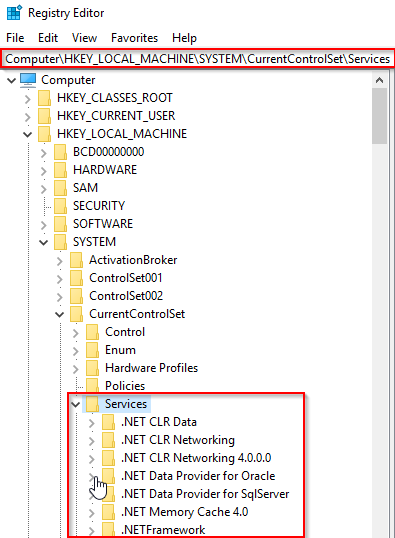 Registry Editor
File Edit View Favorites Help
Computer\HKEY_LOCAL_MACHINE\SYSTEM\CurrentControlSet\Services
Computer
HKEY_CLASSES_ROOT
HKEY_CURRENT_USER
HKEY_LOCAL_MACHINE
BCD00000000
HARDWARE
SAM
SECURITY
SOFTWARE
SYSTEM
ActivationBroker
ControlSet001
ControlSet002
CurrentControlSet
Control
Enum
Hardware Profiles
Policies
Services
.NET CLR Data
.NET CLR Networking
.NET CLR Networking 4.0.0.0
.NET Data Provider for Oracle
.NET Data Provider for SqlServer
.NET Memory Cache 4.0
.NETFramework